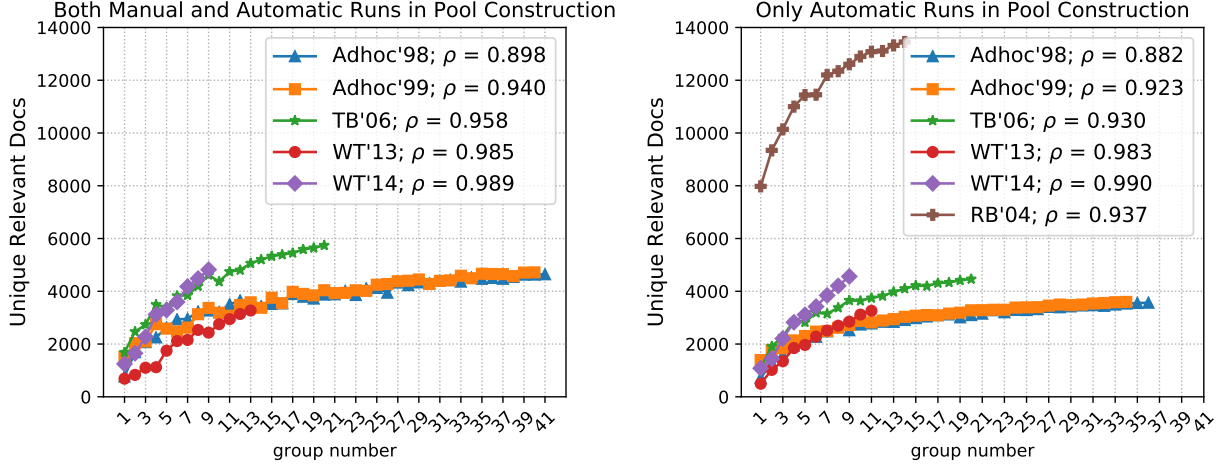 Both Manual and Automatic Runs in Pool Construction
Unique Relevant Docs
14000
12000
10000
8000
6000
4000
2000
0
Adhoc'98; ρ = 0.898
Adhoc'99; ρ = 0.940
TB'06; ρ = 0.958
WT'13; ρ = 0.985
WT'14; ρ = 0.989
1 3 5 7 9 11 13 15 17 19 21 23 25 27 29 31 33 35 37 39 41
group number
Only Automatic Runs in Pool Construction
Unique Relevant Docs
14000
12000
10000
8000
6000
4000
2000
0
Adhoc'98; ρ = 0.882
Adhoc'99; ρ = 0.923
TB'06; ρ = 0.930
WT'13; ρ = 0.983
WT'14; ρ = 0.990
RB'04; ρ = 0.937
1 3 5 7 9 11 13 15 17 19 21 23 25 27 29 31 33 35 37 39 41
group number